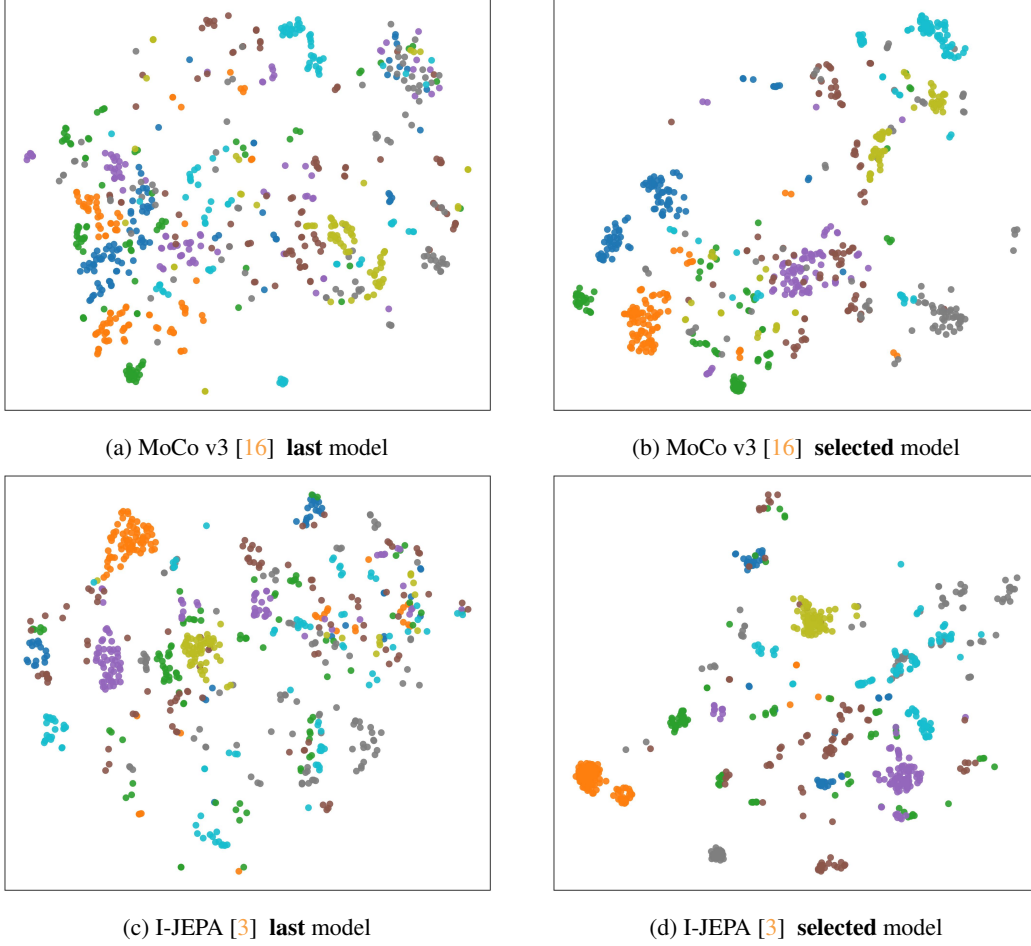 (a) MoCo v3 [16] last model
(b) MoCo v3 [16] selected model
(c) I-JEPA [3] last model
(d) I-JEPA [3] selected model